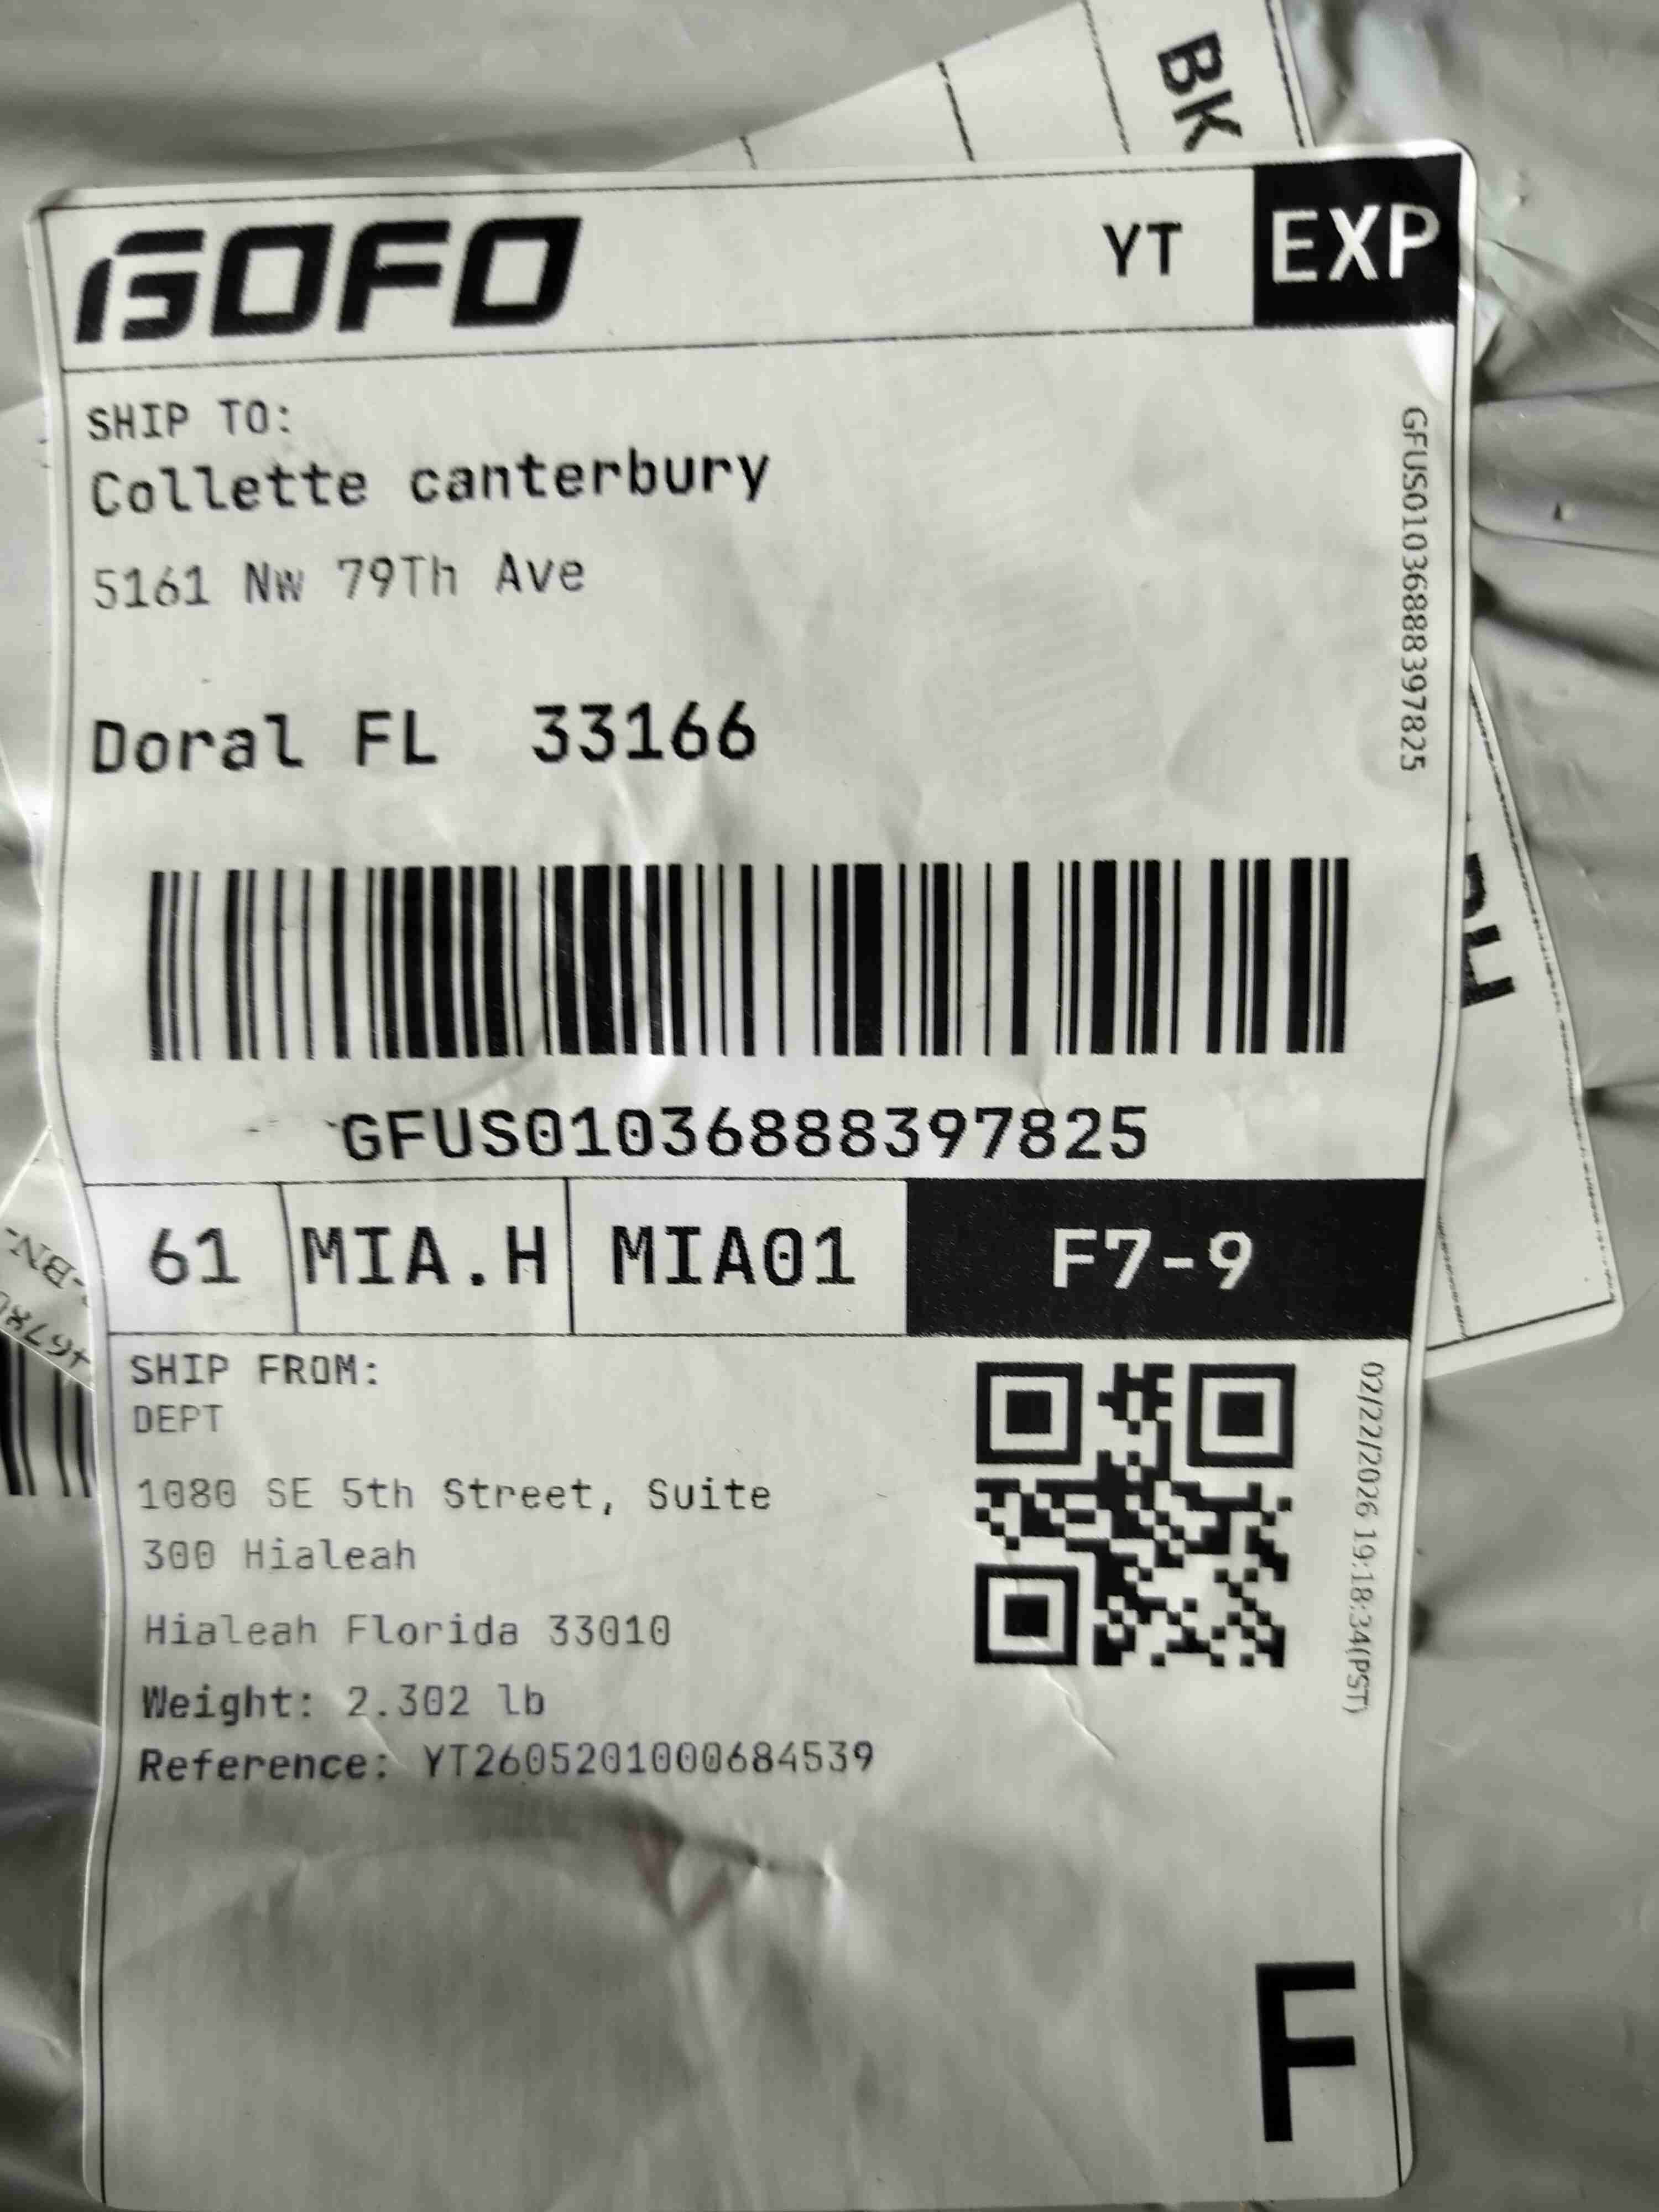 BK
GOFO
YT
EXP
SHIP TO:
Collette canterbury
5161 Nw 79Th Ave
Doral FL 33166
GFUS01036888397825
GFUS01036888397825
61
MIA.H
MIA01
F7-9
SHIP FROM:
DEPT
1080 SE 5th Street, Suite
300 Hialeah
Hialeah Florida 33010
Weight: 2.302 lb
Reference: YT2605201000684539
02/22/2026 19:18:34(PST)
F